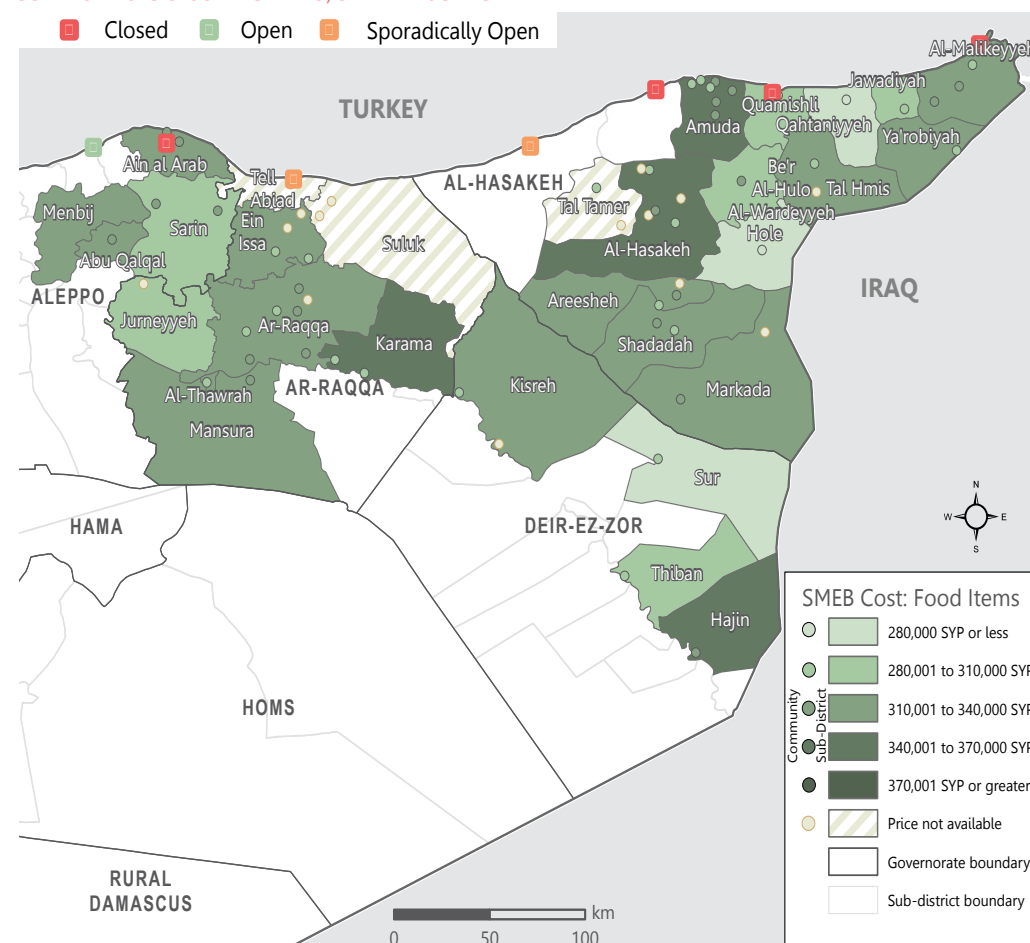 Closed Open Sporadically Open
TURKEY
Al-Malikeyyeh
Jawadiyah
Quamishli
Qahtaniyyeh
Amuda
Ya'robiyah
Ain al Arab
Tell
Abiad
AL-HASAKEH
Be'r
Al-Hulo
Tal Hmis
Menbij
Sarin
Ein
Issa
Tal Tamer
Al-Wardeyyeh
Hole
Suluk
Al-Hasakeh
Abu Qalqal
ALEPPO
IRAQ
Areesheh
Jurneyyeh
Ar-Raqqa
Karama
Shadadah
AR-RAQQA
Kisreh
Markada
Al-Thawrah
Mansura
Sur
HAMA
DEIR-EZ-ZOR
N
W
E
S
Thiban
Hajin
HOMS
RURAL
DAMASCUS
SMEB Cost: Food Items
280,000 SYP or less
280,001 to 310,000 SYP
310,001 to 340,000 SYP
340,001 to 370,000 SYP
370,001 SYP or greater
Price not available
Governorate boundary
Sub-district boundary
Community
Sub-District
km
0 50 100